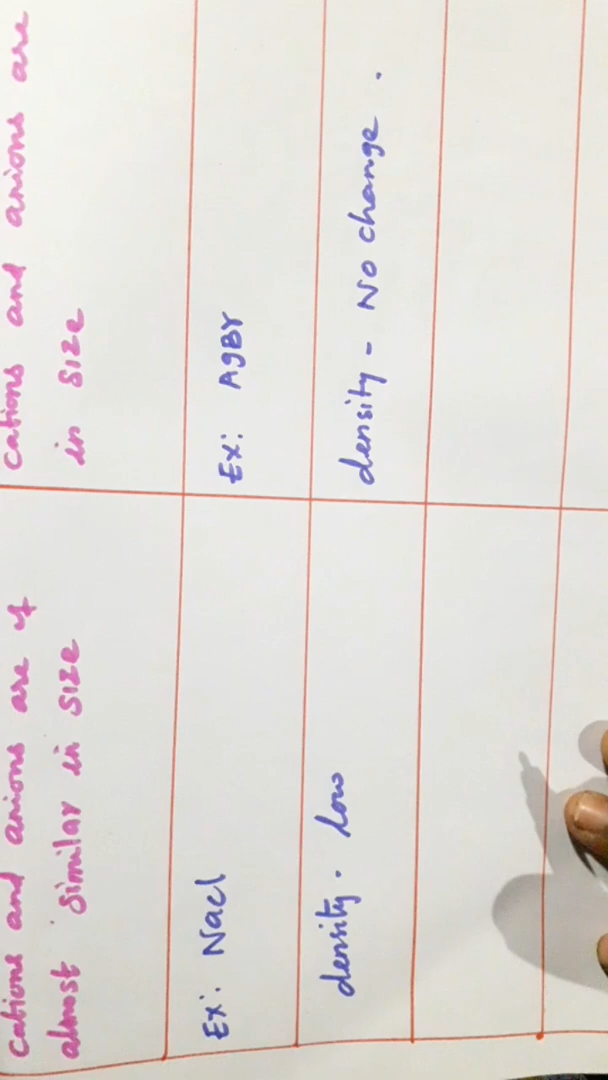 cations and anions are of
almost similar in size
Ex: Nacl
density. Low
cations and anions are
in size
Ex: AgBr
density - No change.